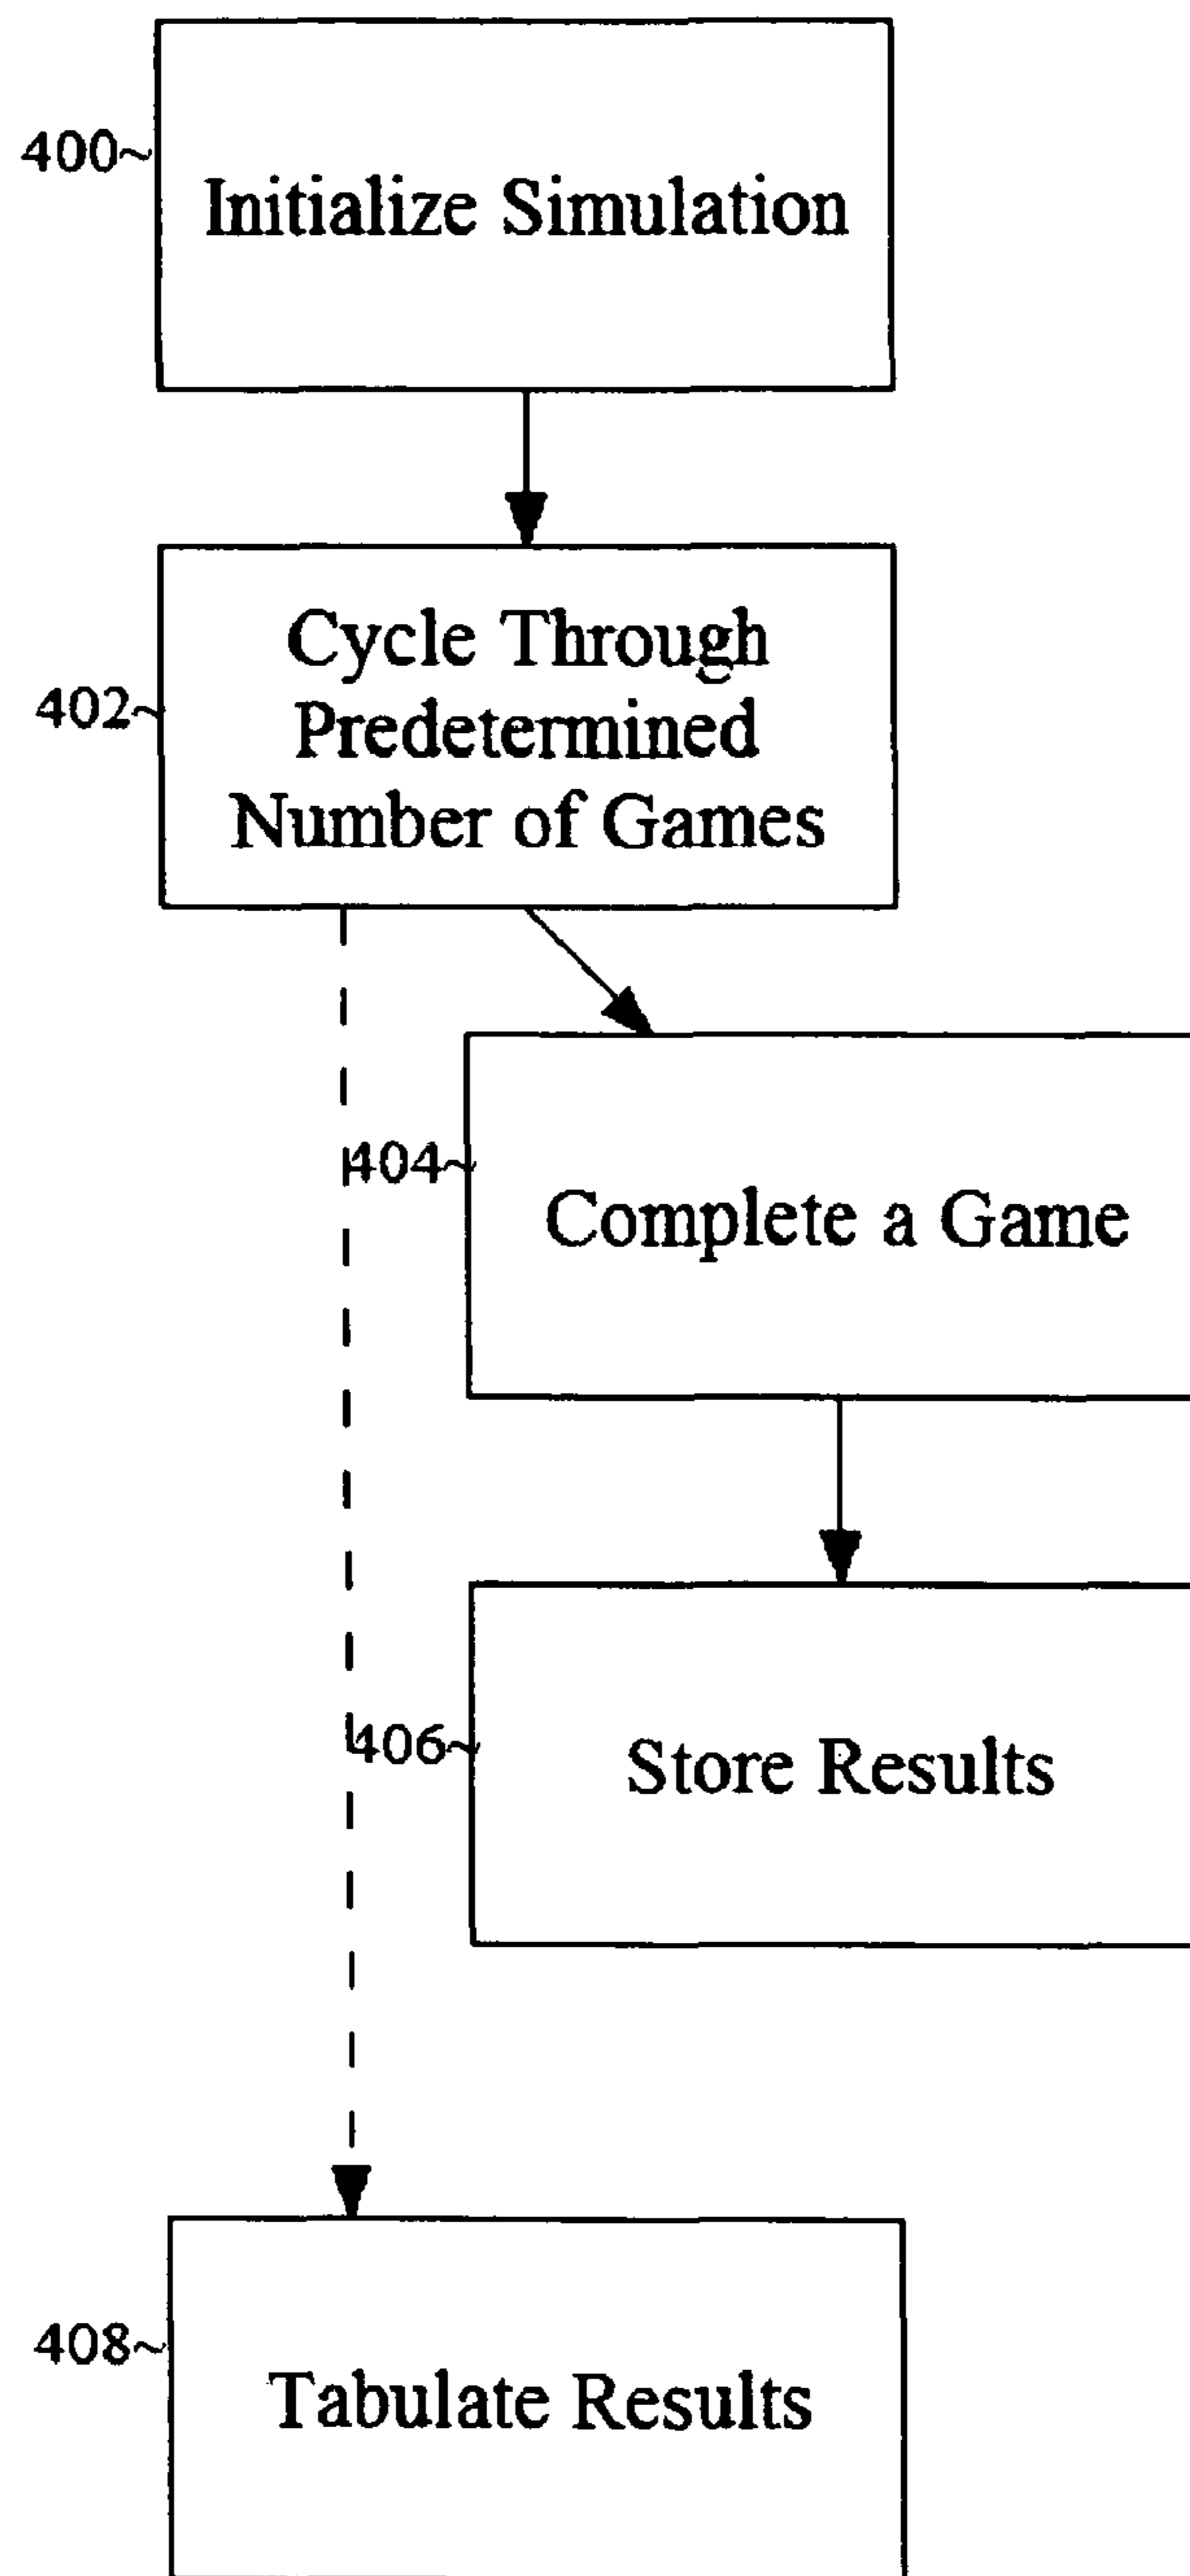 400~
Initialize Simulation
402~
Cycle Through
Predetermined
Number of Games
404~
Complete a Game
406~
Store Results
408~
Tabulate Results